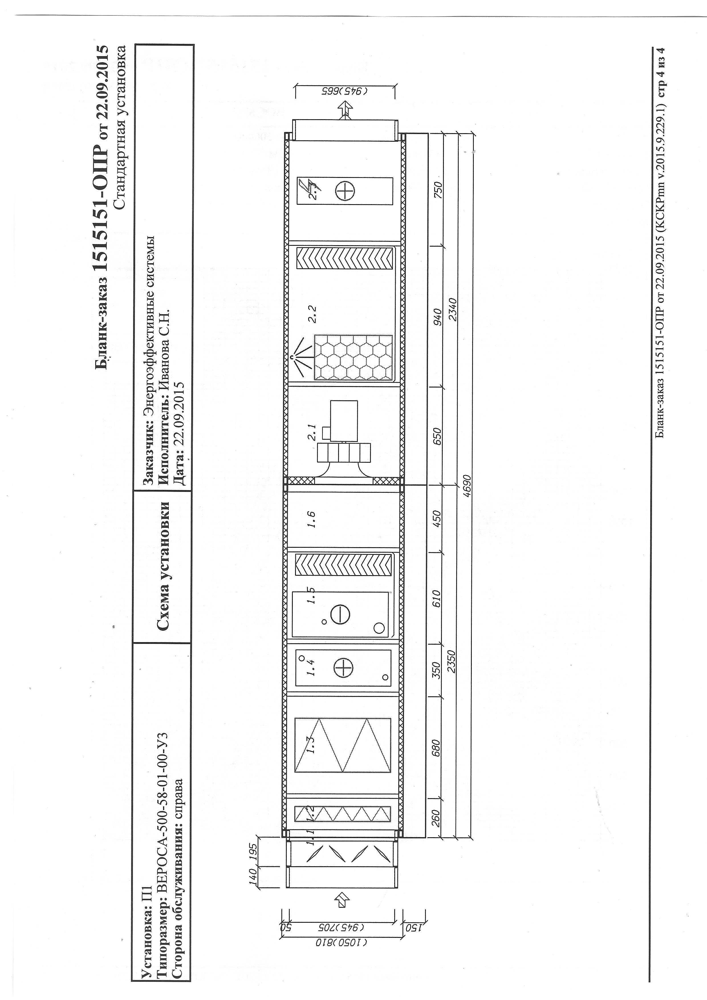 Бланк-заказ 1515151-ОПР от 22.09.2015
Стандартная установка
Установка: П1
Типоразмер: ВЕРОСА-500-58-01-00-У3
Сторона обслуживания: справа
Схема установки
Заказчик: Энергоэффективные системы
Исполнитель: Иванова С.Н.
Дата: 22.09.2015
140 195
1.1 1.2 1.3 1.4 1.5 1.6 2.1 2.2 2.3
(1050)810
(945)705
50
150
(945)665
260 680 350 610 450 650 940 750
2350 2340
4690
Бланк-заказ 1515151-ОПР от 22.09.2015 (КСКРmn v.2015.9.229.1) стр 4 из 4